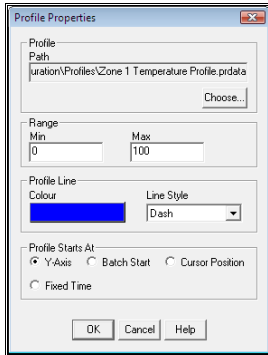 Profile Properties
Profile
Path
uration\Profiles\Zone 1 Temperature Profile.prdata
Choose...
Range
Min Max
0 100
Profile Line
Colour Line Style
Dash
Profile Starts At
Y-Axis Batch Start Cursor Position
Fixed Time
OK Cancel Help